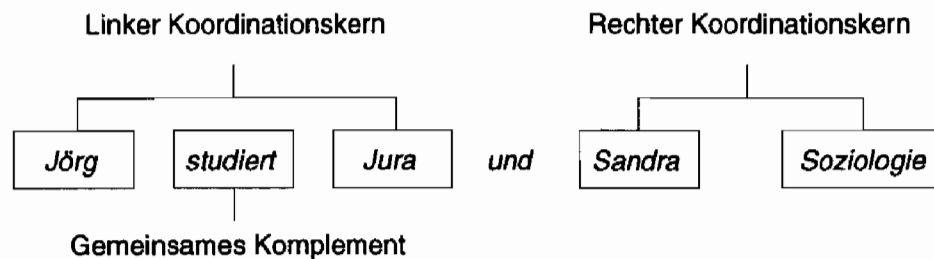 Linker Koordinationskern Rechter Koordinationskern
Jörg studiert Jura und Sandra Soziologie
Gemeinsames Komplement